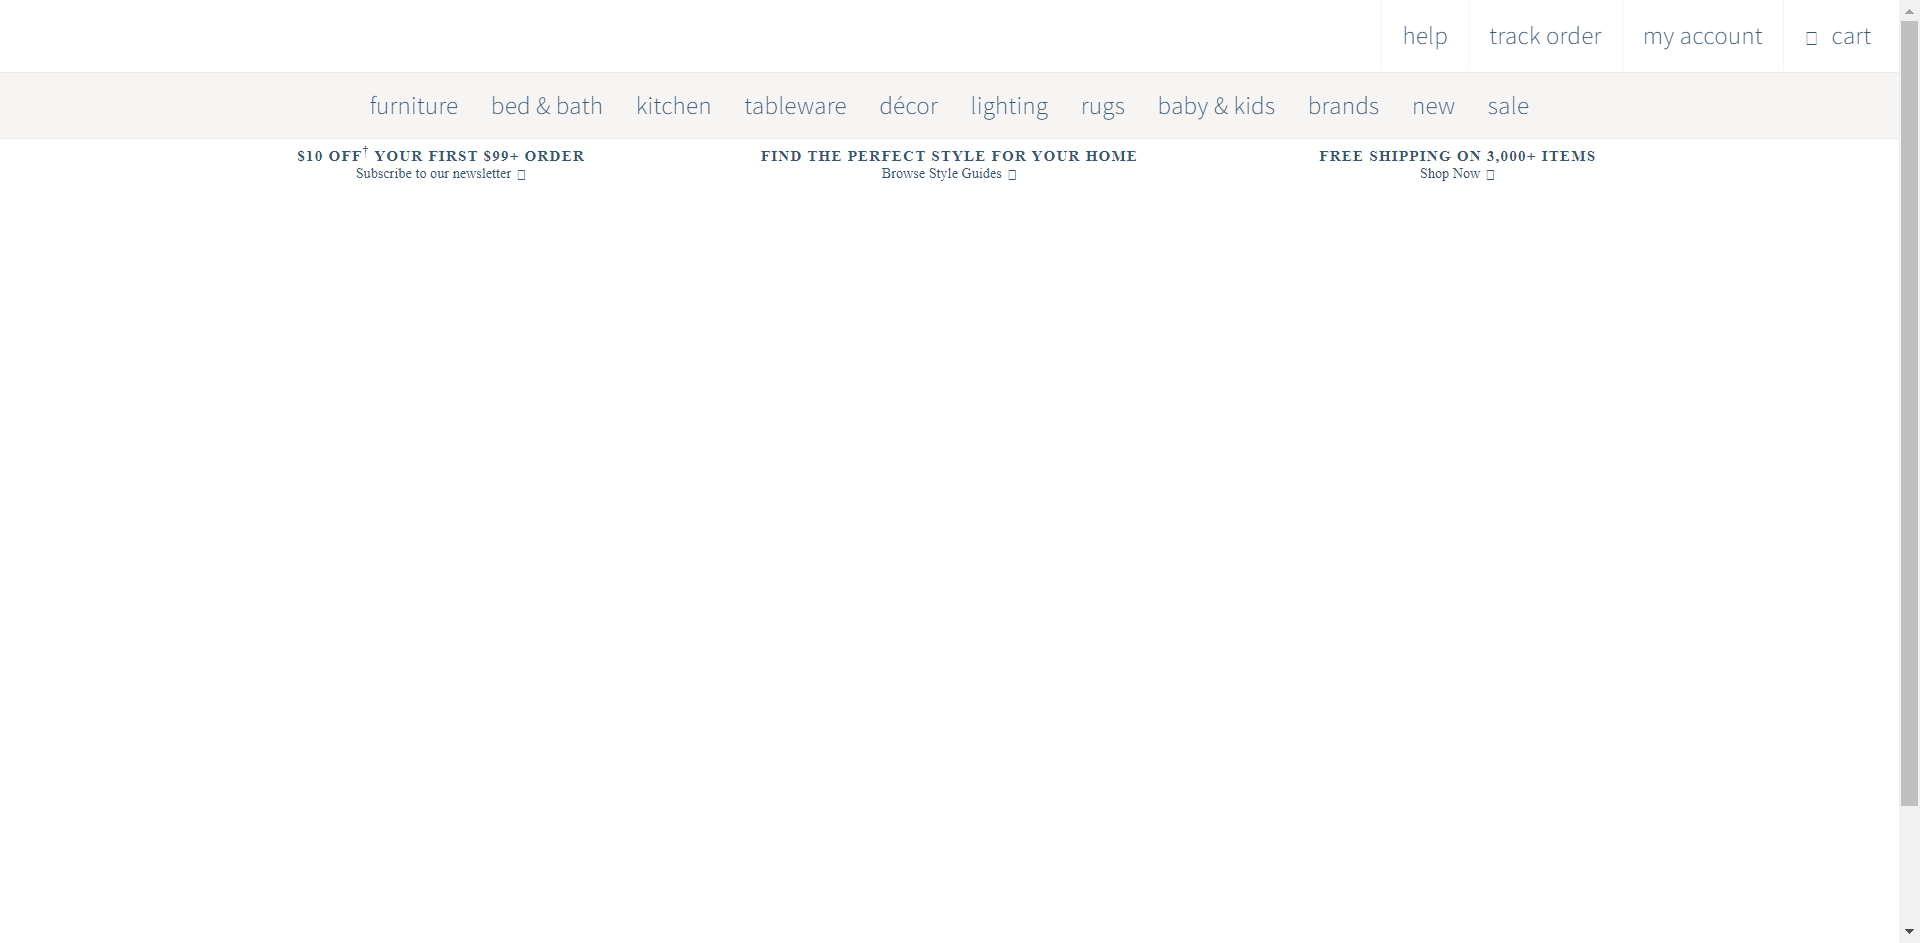 help track order my account cart
furniture bed & bath kitchen tableware décor lighting rugs baby & kids brands new sale
$10 OFF† YOUR FIRST $99+ ORDER
Subscribe to our newsletter
FIND THE PERFECT STYLE FOR YOUR HOME
Browse Style Guides
FREE SHIPPING ON 3,000+ ITEMS
Shop Now